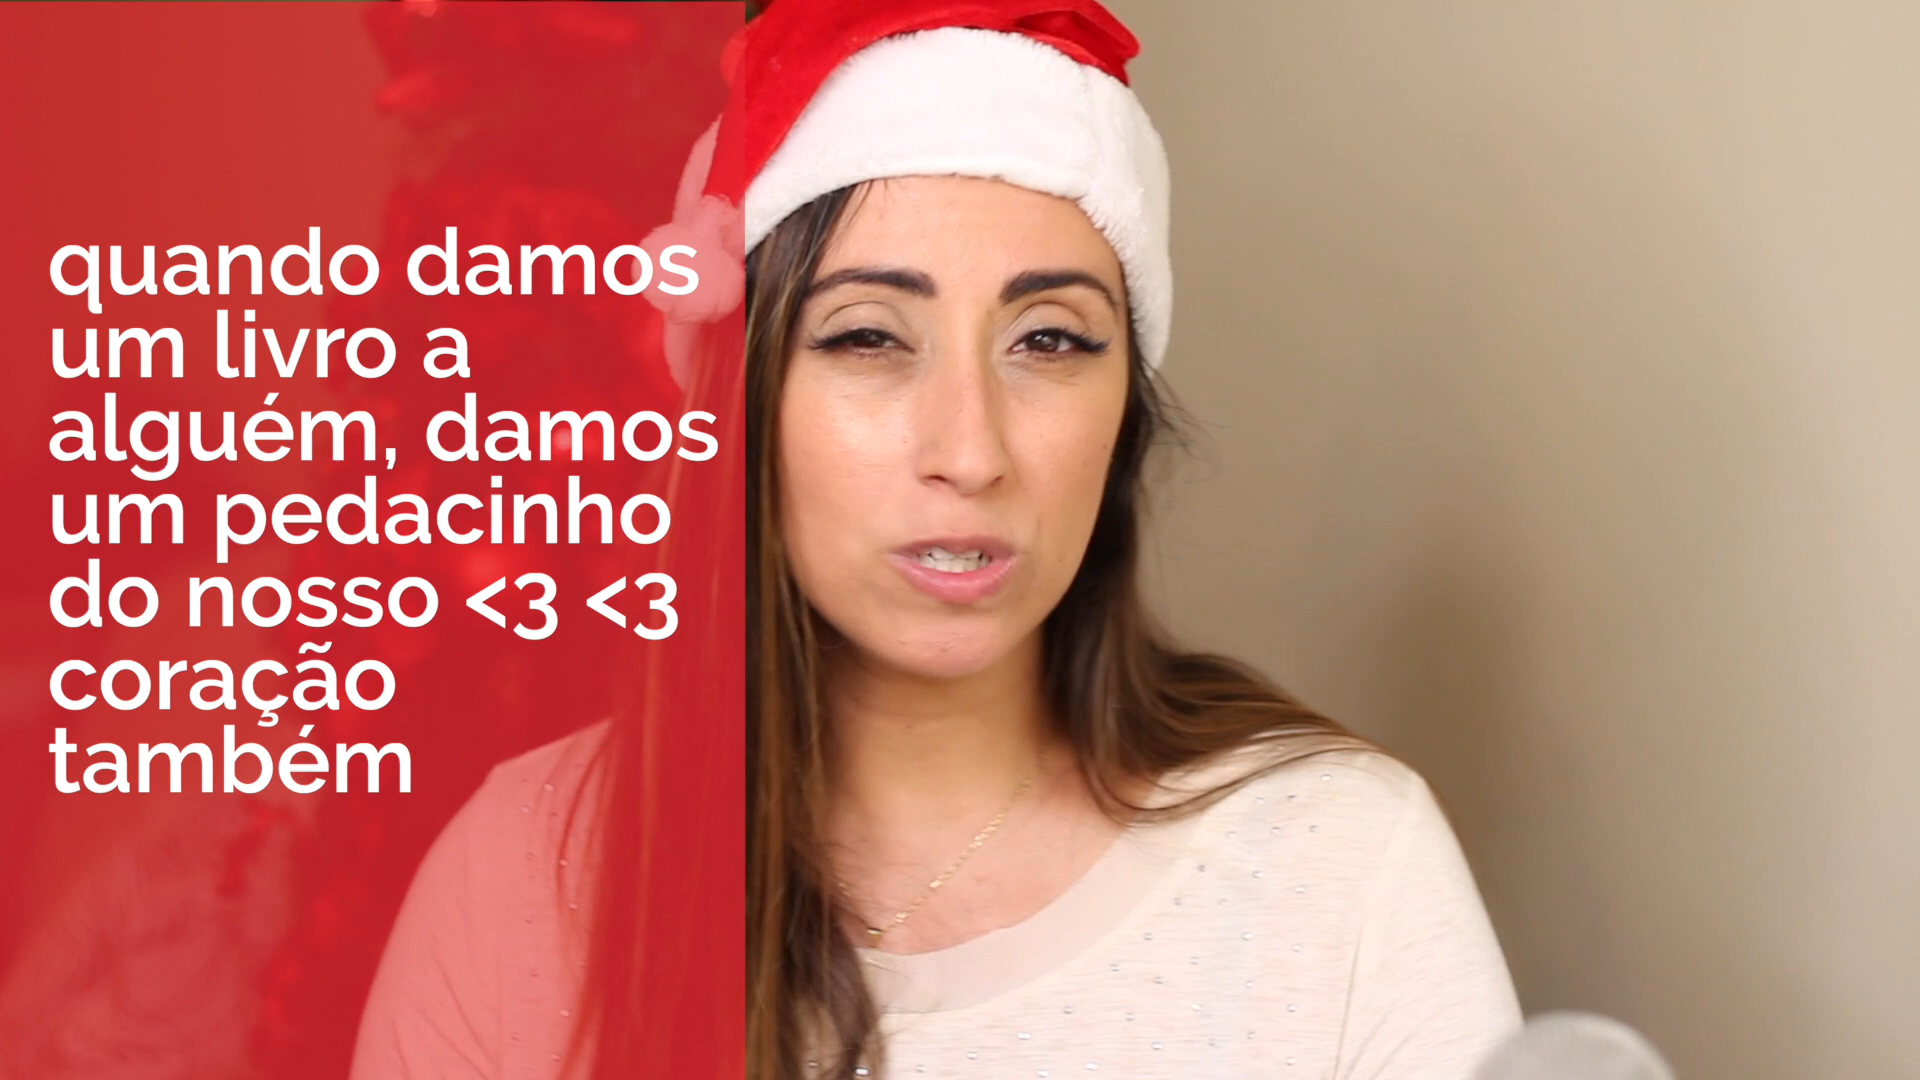 quando damos
um livro a
alguém, damos
um pedacinho
do nosso <3 <3
coração
também